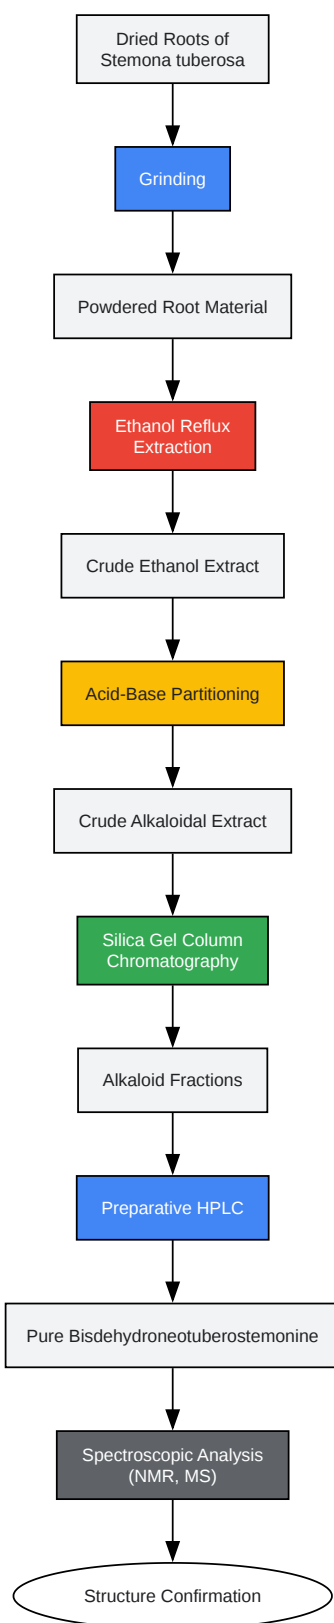 Dried Roots of
Stemona tuberosa
Grinding
Powdered Root Material
Ethanol Reflux
Extraction
Crude Ethanol Extract
Acid-Base Partitioning
Crude Alkaloidal Extract
Silica Gel Column
Chromatography
Alkaloid Fractions
Preparative HPLC
Pure Bisdehydroneotuberostemonine
Spectroscopic Analysis
(NMR, MS)
Structure Confirmation